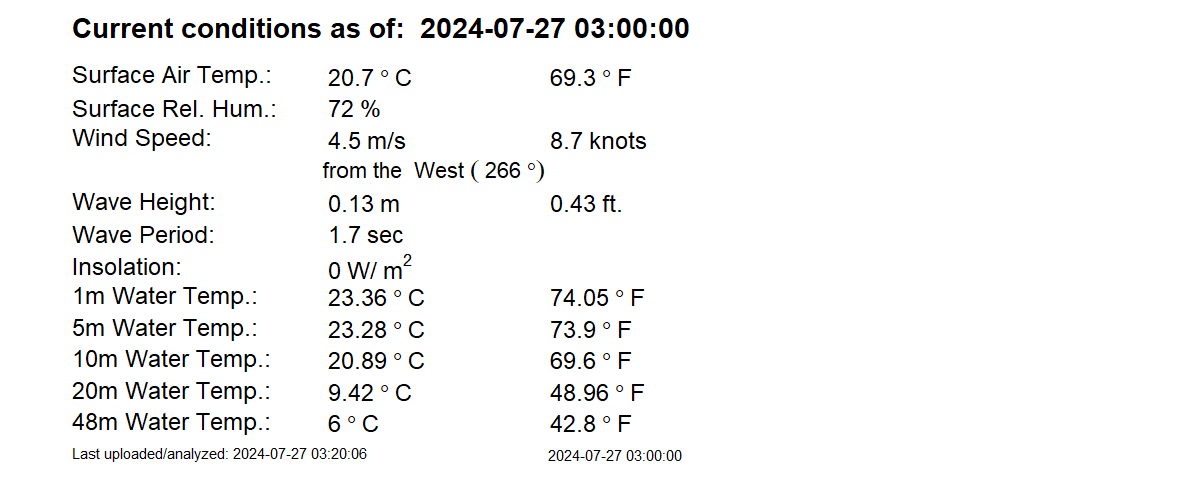 Current conditions as of: 2024-07-27 03:00:00
Surface Air Temp.: 20.7 ° C 69.3 ° F
Surface Rel. Hum.: 72 %
Wind Speed: 4.5 m/s 8.7 knots
from the West ( 266 °)
Wave Height: 0.13 m 0.43 ft.
Wave Period: 1.7 sec
Insolation: 0 W/ m²
1m Water Temp.: 23.36 ° C 74.05 ° F
5m Water Temp.: 23.28 ° C 73.9 ° F
10m Water Temp.: 20.89 ° C 69.6 ° F
20m Water Temp.: 9.42 ° C 48.96 ° F
48m Water Temp.: 6 ° C 42.8 ° F
Last uploaded/analyzed: 2024-07-27 03:20:06 2024-07-27 03:00:00